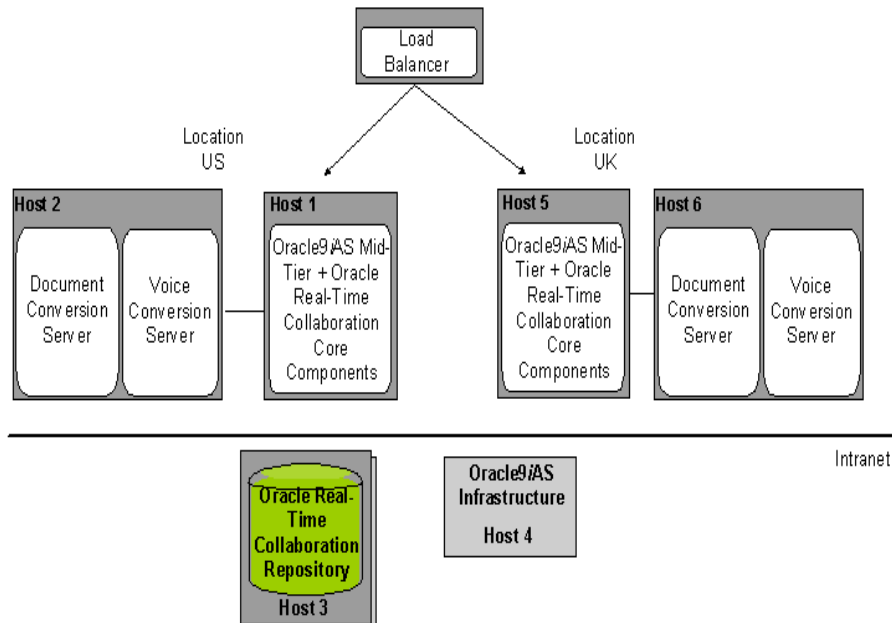 Load
Balancer
Location
US
Location
UK
Host 2
Document
Conversion
Server
Voice
Conversion
Server
Host 1
Oracle9iAS Mid-
Tier + Oracle
Real-Time
Collaboration
Core
Components
Host 5
Oracle9iAS Mid-
Tier + Oracle
Real-Time
Collaboration
Core
Components
Host 6
Document
Conversion
Server
Voice
Conversion
Server
Intranet
Oracle Real-
Time
Collaboration
Repository
Host 3
Oracle9iAS
Infrastructure
Host 4